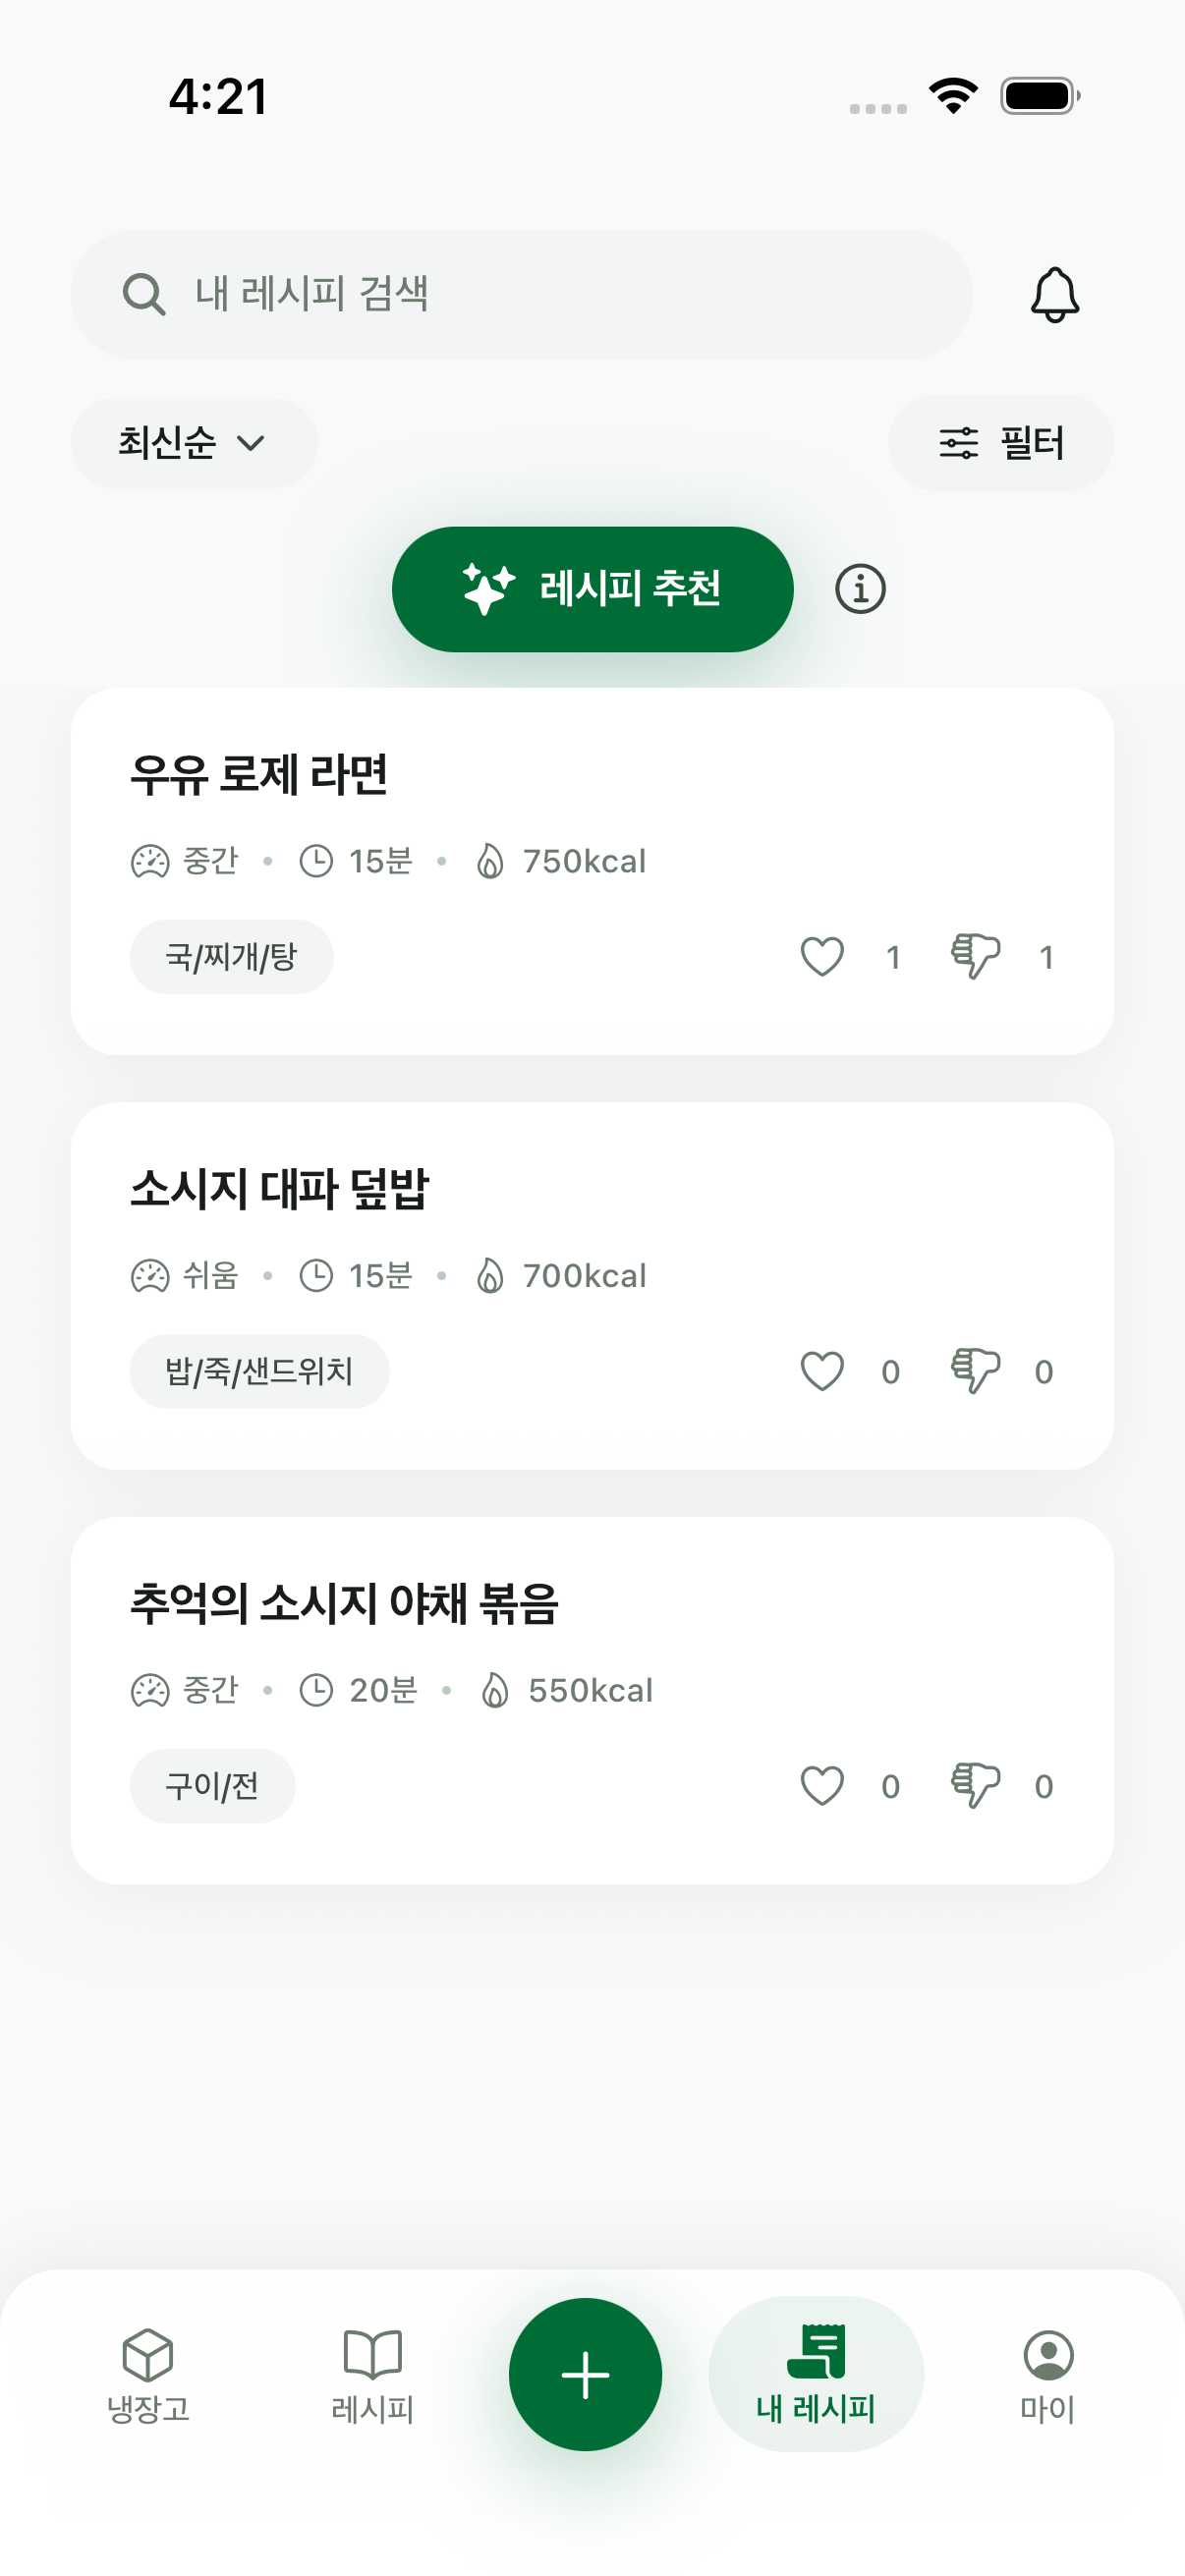 4:21
내 레시피 검색
최신순
필터
레시피 추천
우유 로제 라면
중간 • 15분 • 750kcal
국/찌개/탕
1 1
소시지 대파 덮밥
쉬움 • 15분 • 700kcal
밥/죽/샌드위치
0 0
추억의 소시지 야채 볶음
중간 • 20분 • 550kcal
구이/전
0 0
냉장고 레시피 내 레시피 마이